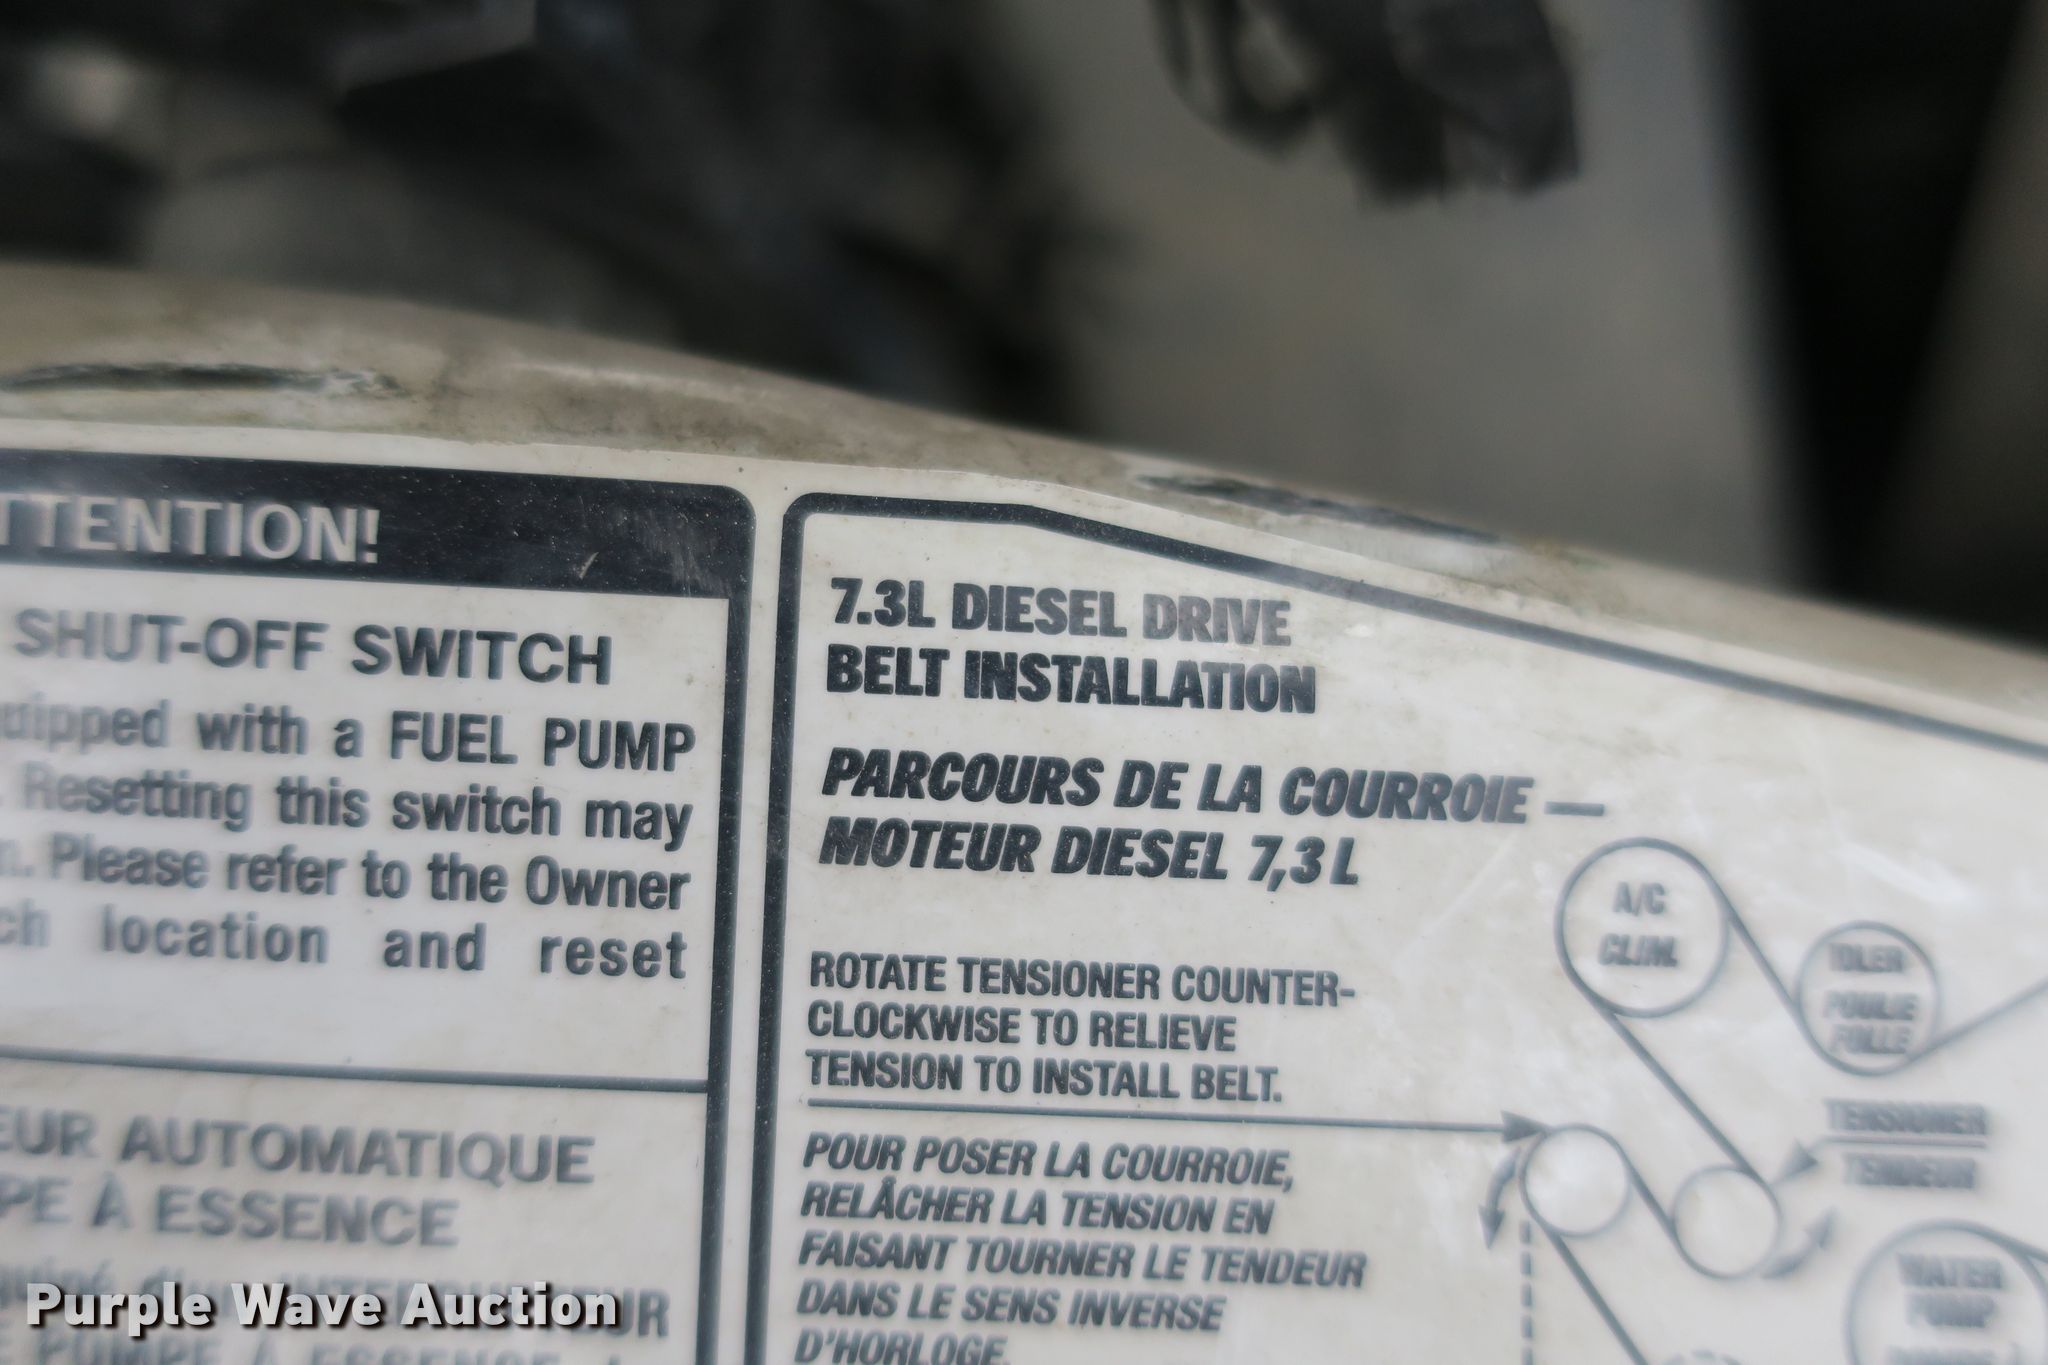 TTENTION!
SHUT-OFF SWITCH
uipped with a FUEL PUMP
. Resetting this switch may
n. Please refer to the Owner
ch location and reset
EUR AUTOMATIQUE
PE À ESSENCE
7.3L DIESEL DRIVE
BELT INSTALLATION
PARCOURS DE LA COURROIE —
MOTEUR DIESEL 7,3 L
ROTATE TENSIONER COUNTER-
CLOCKWISE TO RELIEVE
TENSION TO INSTALL BELT.
POUR POSER LA COURROIE,
RELÂCHER LA TENSION EN
FAISANT TOURNER LE TENDEUR
DANS LE SENS INVERSE
D'HORLOGE.
A/C
CLIM.
IDLER
POULIE
FOLLE
TENSIONER
TENDEUR
WATER
PUMP
Purple Wave Auction